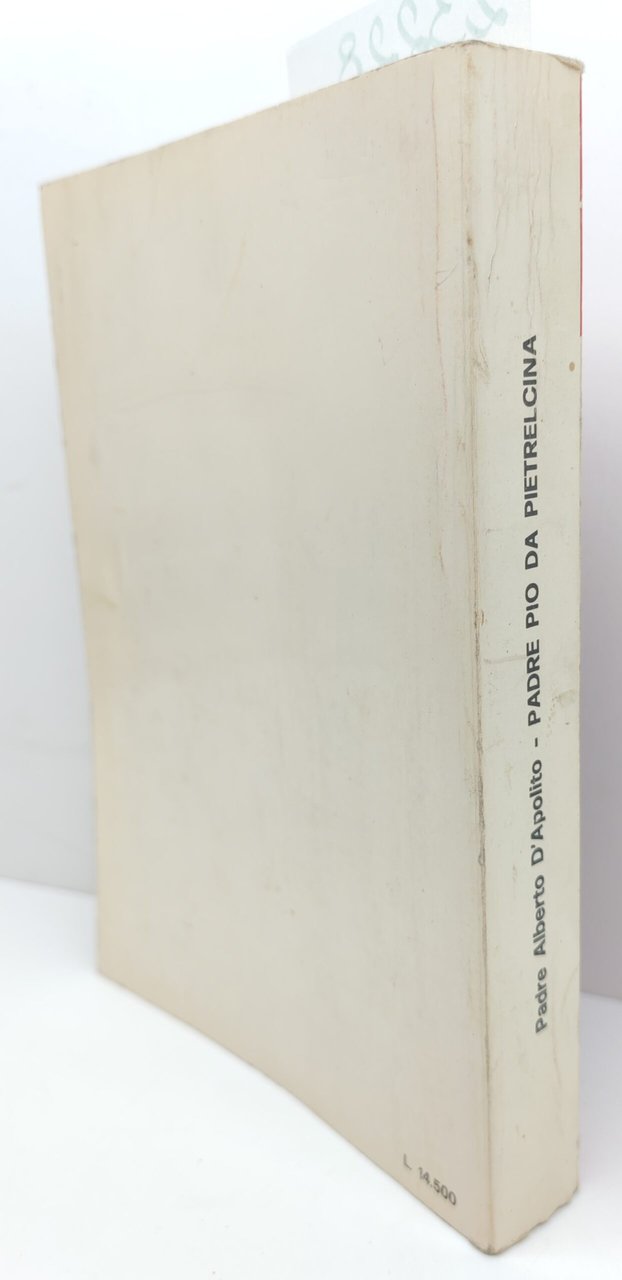 Padre Alberto D'Apolito - PADRE PIO DA PIETRELCINA
L. 14.500